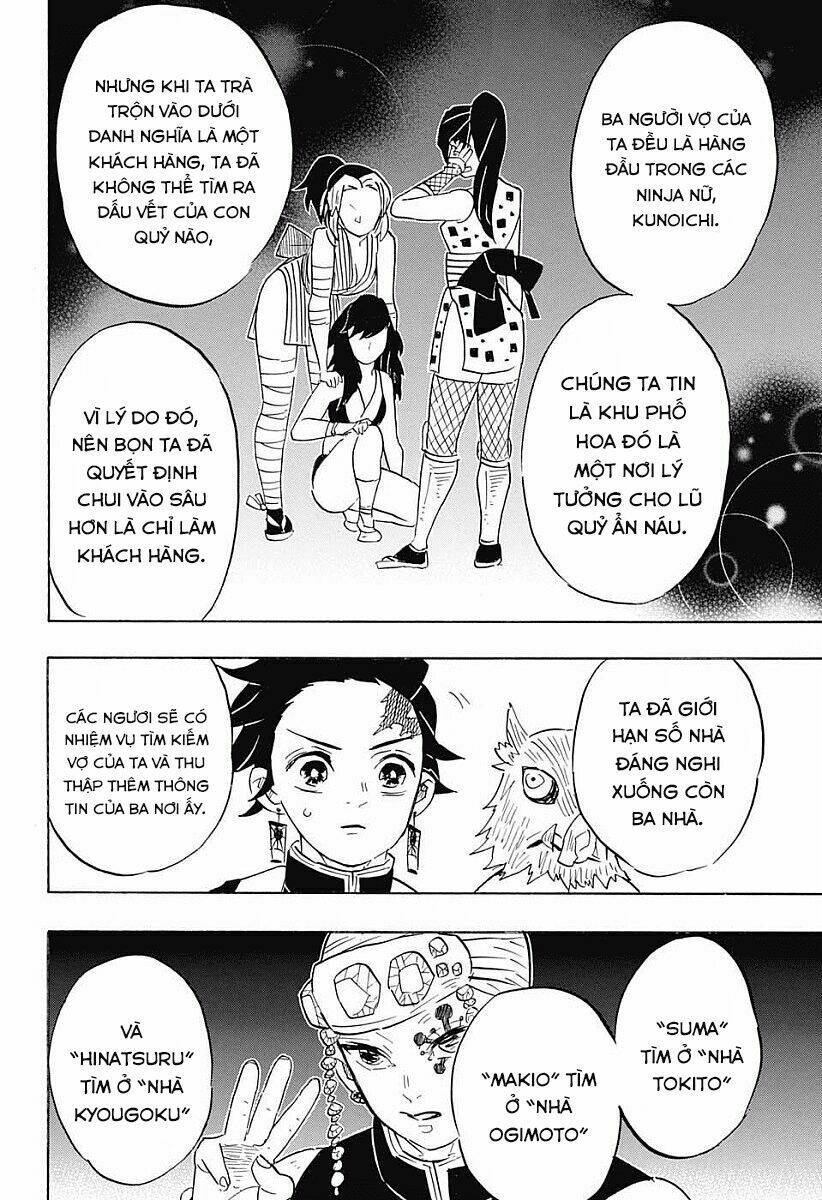 BA NGƯỜI VỢ CỦA
TA ĐỀU LÀ HÀNG
ĐẦU TRONG CÁC
NINJA NỮ,
KUNOICHI.
CHÚNG TA TIN
LÀ KHU PHỐ
HOA ĐÓ LÀ
MỘT NƠI LÝ
TƯỞNG CHO LŨ
QUỶ ẨN NÁU.
NHƯNG KHI TA TRÀ
TRỘN VÀO DƯỚI
DANH NGHĨA LÀ MỘT
KHÁCH HÀNG, TA ĐÃ
KHÔNG THỂ TÌM RA
DẤU VẾT CỦA CON
QUỶ NÀO,
VÌ LÝ DO ĐÓ,
NÊN BỌN TA ĐÃ
QUYẾT ĐỊNH
CHUI VÀO SÂU
HƠN LÀ CHỈ LÀM
KHÁCH HÀNG.
TA ĐÃ GIỚI
HẠN SỐ NHÀ
ĐÁNG NGHI
XUỐNG CÒN
BA NHÀ.
CÁC NGƯƠI SẼ CÓ
NHIỆM VỤ TÌM KIẾM
VỢ CỦA TA VÀ THU
THẬP THÊM THÔNG
TIN CỦA BA NƠI ẤY.
"SUMA"
TÌM Ở "NHÀ
TOKITO"
"MAKIO" TÌM
Ở "NHÀ
OGIMOTO"
VÀ
"HINATSURU"
TÌM Ở "NHÀ
KYOUGOKU"